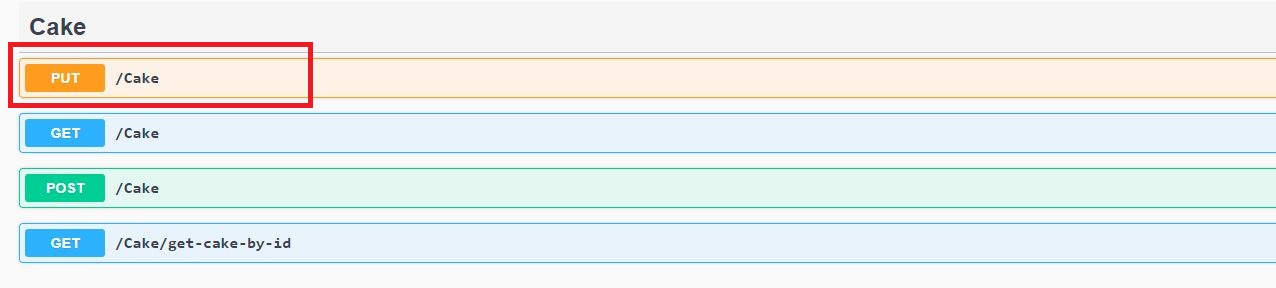 Cake
PUT /Cake
GET /Cake
POST /Cake
GET /Cake/get-cake-by-id